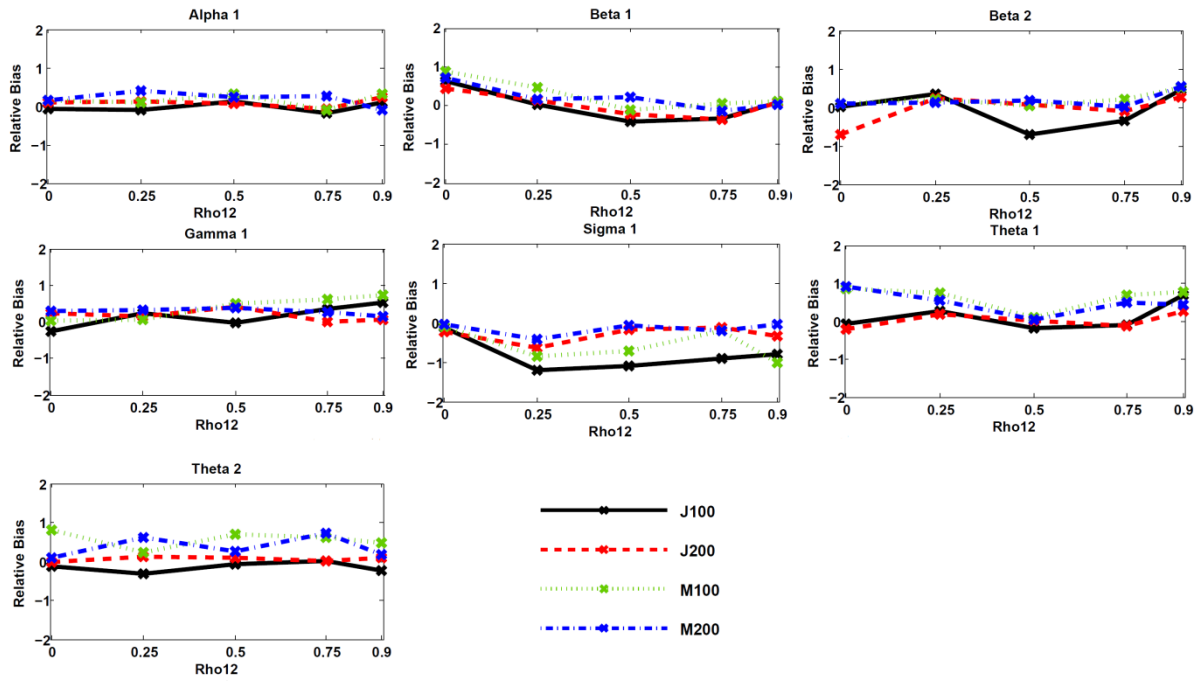 Alpha 1
Relative Bias
2
1
0
−1
−2
0 0.25 0.5 0.75 0.9
Rho12
Beta 1
Relative Bias
2
1
0
−1
−2
0 0.25 0.5 0.75 0.9
Rho12
Beta 2
Relative Bias
2
1
0
−1
−2
0 0.25 0.5 0.75 0.9
Rho12
Gamma 1
Relative Bias
2
1
0
−1
−2
0 0.25 0.5 0.75 0.9
Rho12
Sigma 1
Relative Bias
2
1
0
−1
−2
0 0.25 0.5 0.75 0.9
Rho12
Theta 1
Relative Bias
2
1
0
−1
−2
0 0.25 0.5 0.75 0.9
Rho12
Theta 2
Relative Bias
2
1
0
−1
−2
0 0.25 0.5 0.75 0.9
Rho12
J100
J200
M100
M200